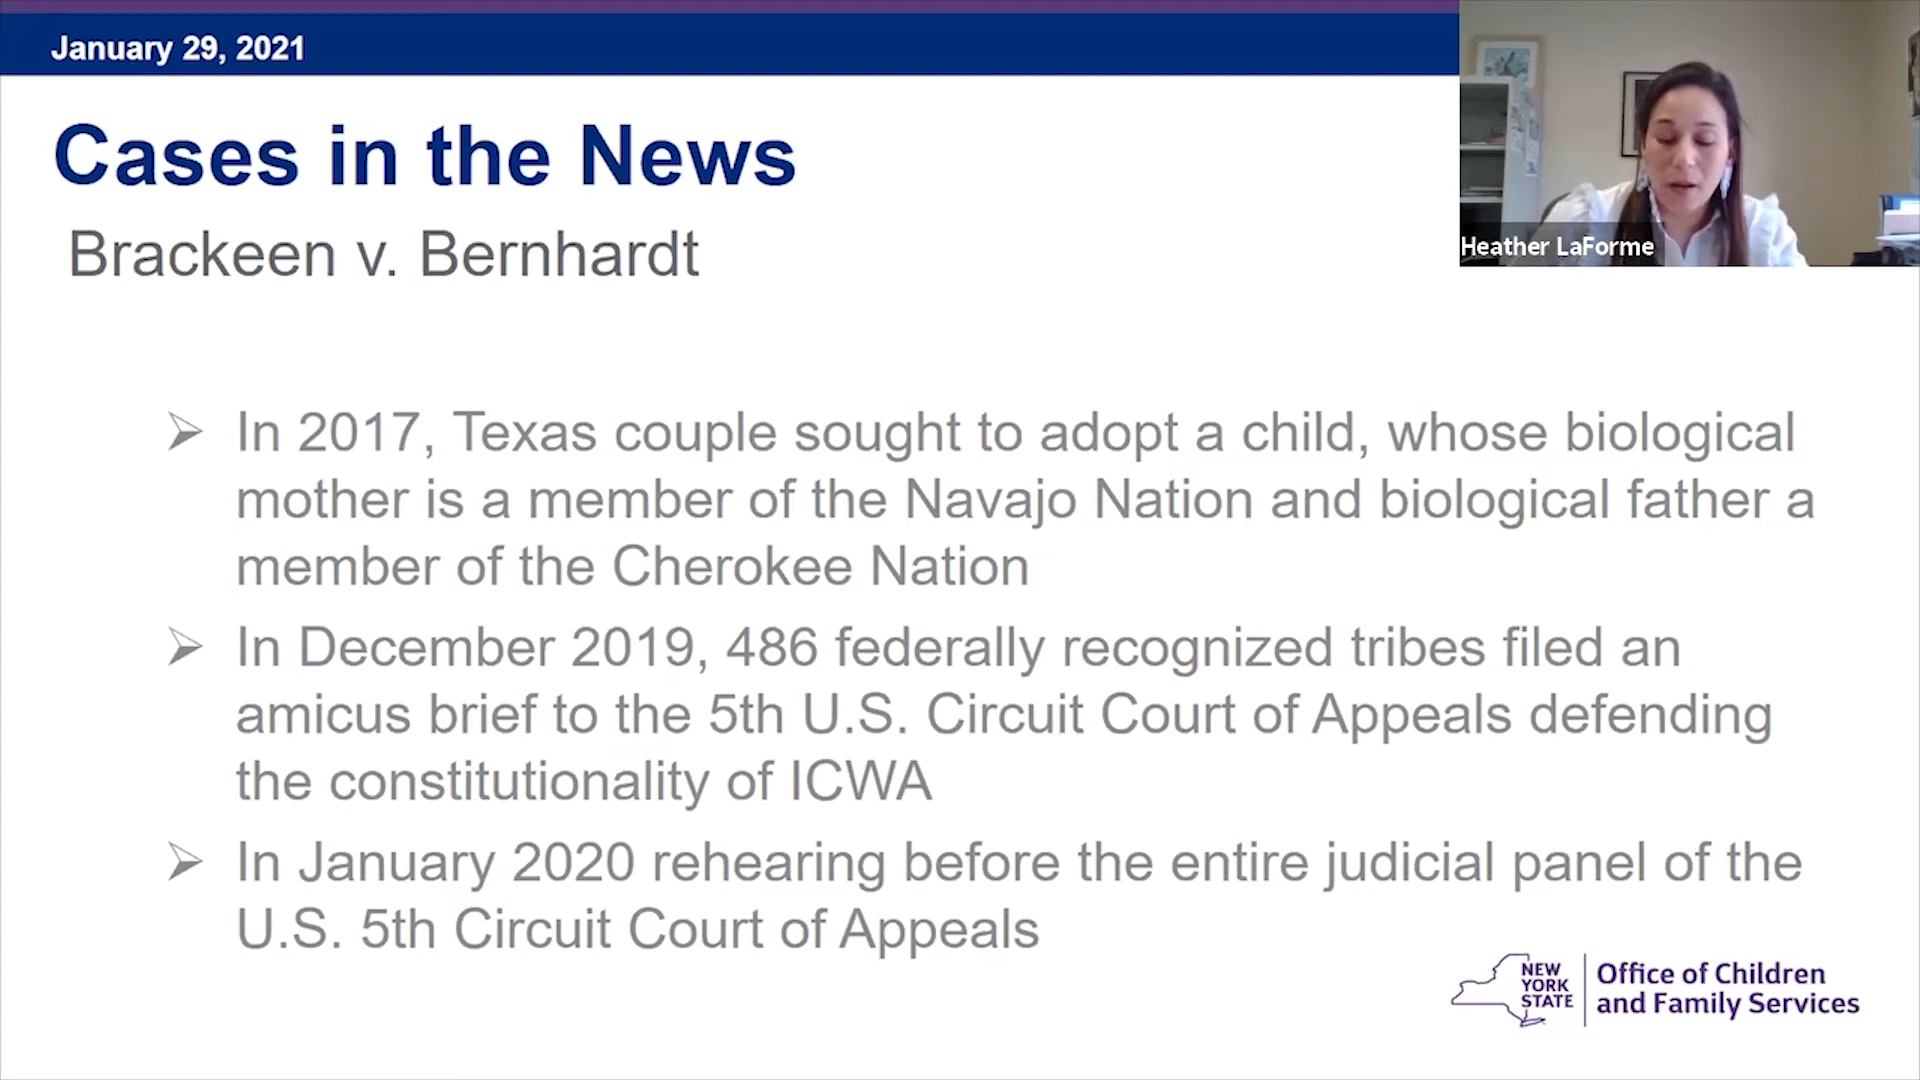 January 29, 2021
Cases in the News
Brackeen v. Bernhardt
Heather LaForme
➢ In 2017, Texas couple sought to adopt a child, whose biological
mother is a member of the Navajo Nation and biological father a
member of the Cherokee Nation
➢ In December 2019, 486 federally recognized tribes filed an
amicus brief to the 5th U.S. Circuit Court of Appeals defending
the constitutionality of ICWA
➢ In January 2020 rehearing before the entire judicial panel of the
U.S. 5th Circuit Court of Appeals
NEW
YORK
STATE
Office of Children
and Family Services